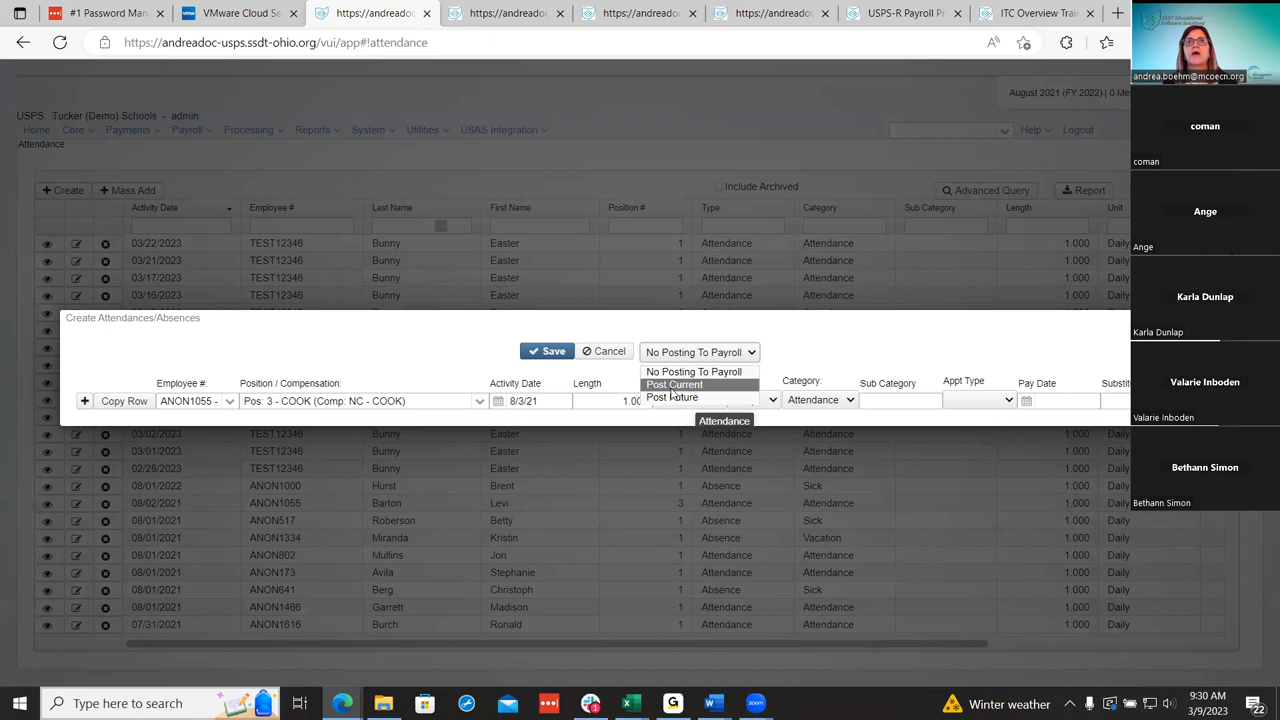 #1 Password Man
VMware Cloud Ser
https://andreadoc
https://andreadoc-
https://andreadoc-
https://andreadoc-
USPS-R Payroll Pr
ITC Overview Train
https://andreadoc-usps.ssdt-ohio.org/vui/app#!attendance
SSDT Educational
Software Solutions
andrea.boehm@mcoecn.org
August 2021 (FY 2022) | 0 Mes
USPS Tucker (Demo) Schools - admin
Home Core Payments Payroll Processing Reports System Utilities USAS Integration Help Logout
Attendance
Create Mass Add Include Archived Advanced Query Report
Activity Date Employee # Last Name First Name Position # Type Category Sub Category Length Unit
03/22/2023 TEST12346 Bunny Easter 1 Attendance Attendance 1.000 Daily
03/21/2023 TEST12346 Bunny Easter 1 Attendance Attendance 1.000 Daily
03/17/2023 TEST12346 Bunny Easter 1 Attendance Attendance 1.000 Daily
03/16/2023 TEST12346 Bunny Easter 1 Attendance Attendance 1.000 Daily
Create Attendances/Absences
Save Cancel No Posting To Payroll
No Posting To Payroll
Post Current
Post Future
Employee #: Position / Compensation: Activity Date Length Category: Sub Category Appt Type Pay Date Substit
Copy Row ANON1055 - Pos: 3 - COOK (Comp: NC - COOK) 8/3/21 1.00 Attendance
Attendance
03/02/2023 TEST12346 Bunny Easter 1 Attendance Attendance 1.000 Daily
03/01/2023 TEST12346 Bunny Easter 1 Attendance Attendance 1.000 Daily
02/28/2023 TEST12346 Bunny Easter 1 Attendance Attendance 1.000 Daily
08/01/2022 ANON1000 Hurst Brent 1 Absence Sick 1.000 Daily
08/02/2021 ANON1055 Barton Levi 3 Attendance Attendance 1.000 Daily
08/01/2021 ANON517 Roberson Betty 1 Absence Sick 1.000 Daily
08/01/2021 ANON1334 Miranda Kristin 1 Absence Vacation 1.000 Daily
08/01/2021 ANON802 Mullins Jon 1 Attendance Attendance 1.000 Daily
08/01/2021 ANON173 Avila Stephanie 1 Attendance Attendance 1.000 Daily
08/01/2021 ANON641 Berg Christoph 1 Absence Sick 1.000 Daily
08/01/2021 ANON1466 Garrett Madison 1 Attendance Attendance 1.000 Daily
07/31/2021 ANON1616 Burch Ronald 1 Attendance Attendance 1.000 Daily
coman
coman
Ange
Ange
Karla Dunlap
Karla Dunlap
Valarie Inboden
Valarie Inboden
Bethann Simon
Bethann Simon
Type here to search
Winter weather
9:30 AM
3/9/2023
22